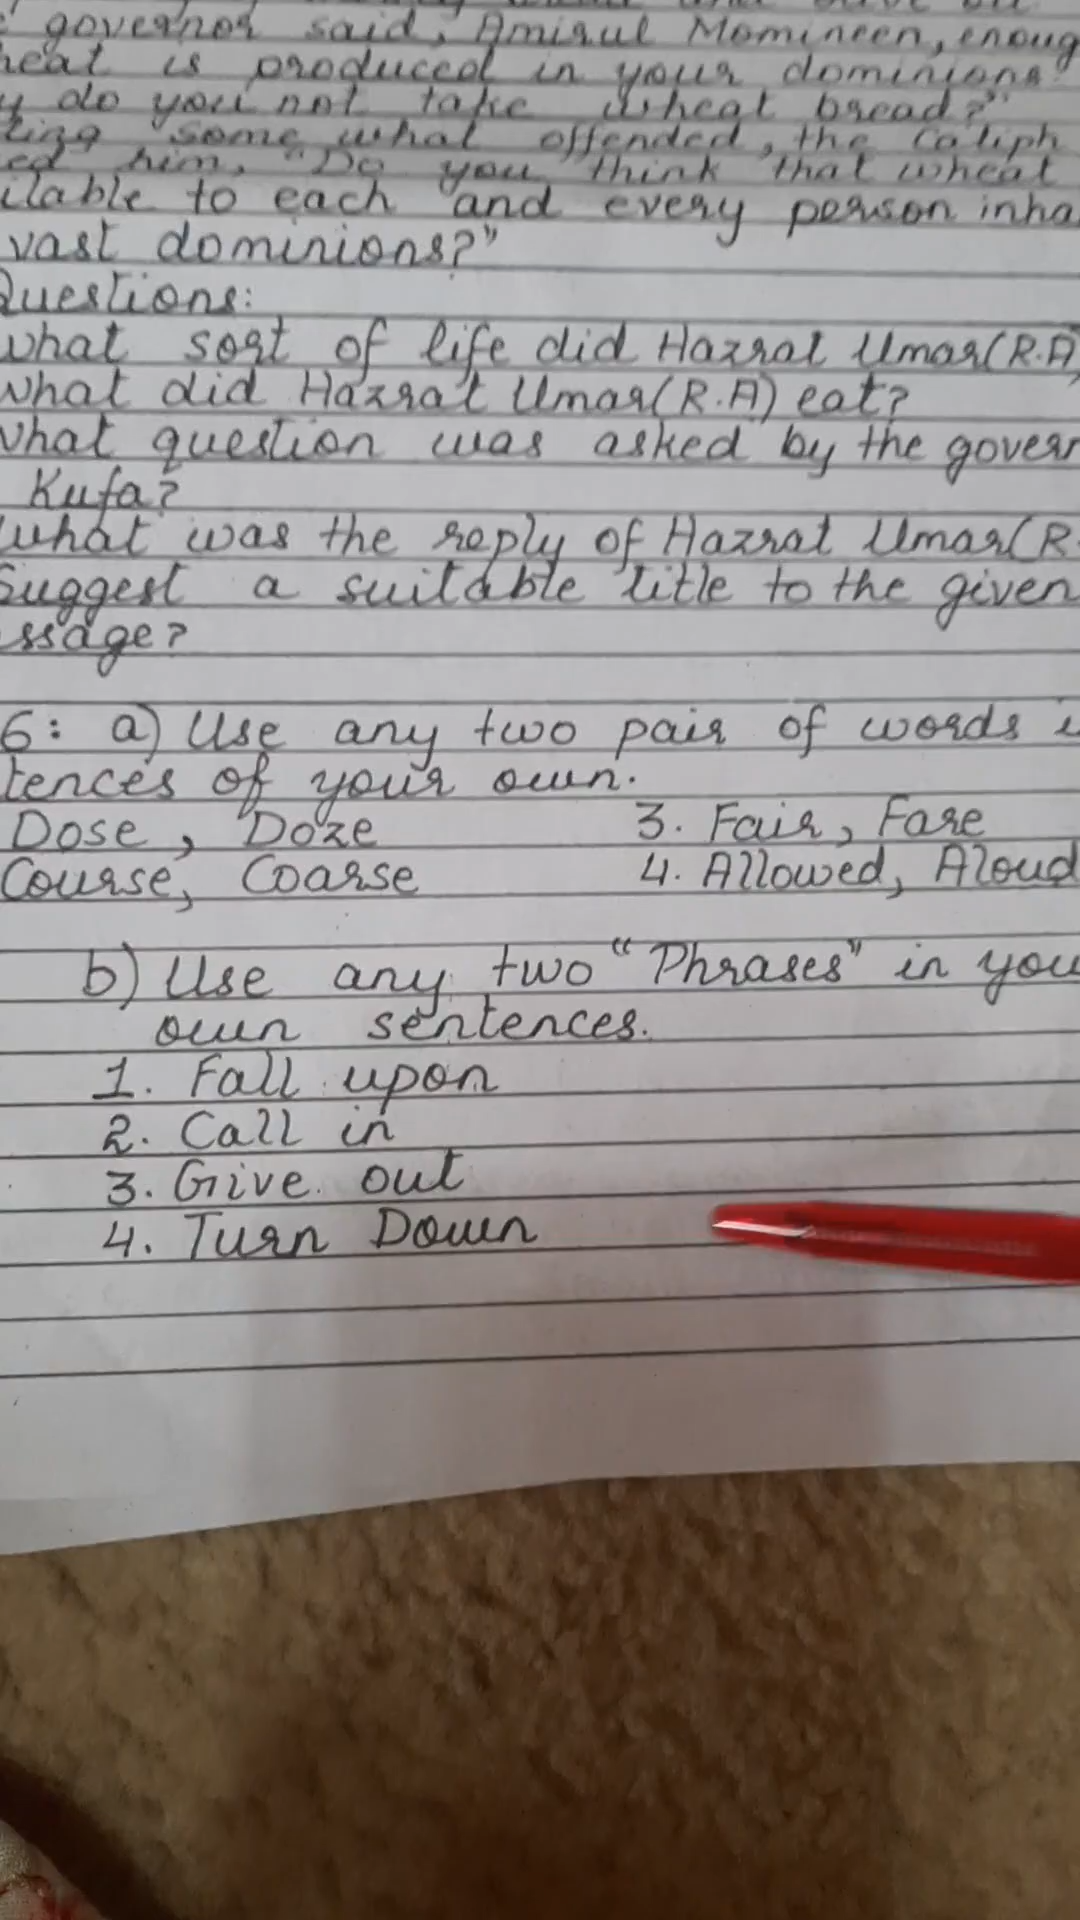 governor said, Amirul Momineen, enoug
heat is produced in your dominions.
y do you not take wheat bread?"
some what offended, the Caliph
ed him, "Do you think that wheat
ilable to each and every person inha
vast dominions?"
Questions:
what sort of life did Hazrat Umar(R.A)
What did Hazrat Umar(R.A) eat?
What question was asked by the govern
Kufa?
What was the reply of Hazrat Umar(R.
Suggest a suitable title to the given
ssage?
6: a) Use any two pair of words i
tences of your own.
Dose, Doze 3. Fair, Fare
Course, Coarse 4. Allowed, Aloud
b) Use any two "Phrases" in you
own sentences.
1. Fall upon
2. Call in
3. Give out
4. Turn Down